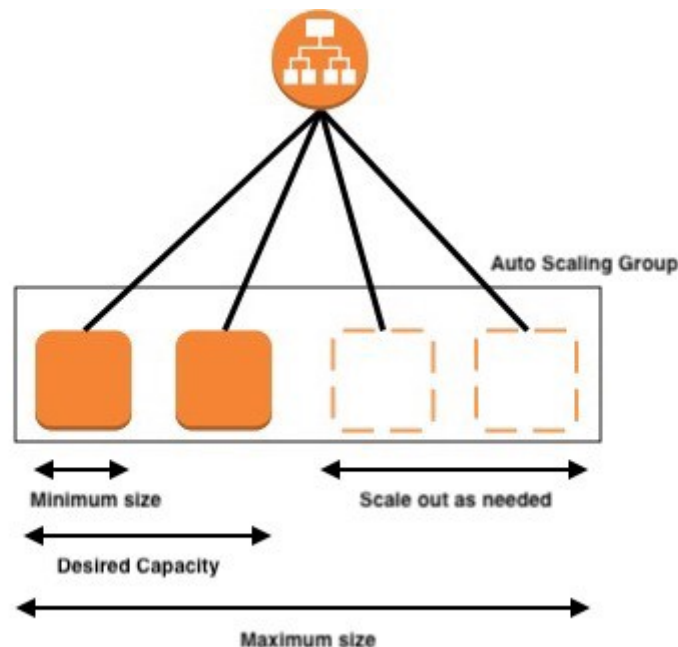 Auto Scaling Group
Minimum size
Scale out as needed
Desired Capacity
Maximum size